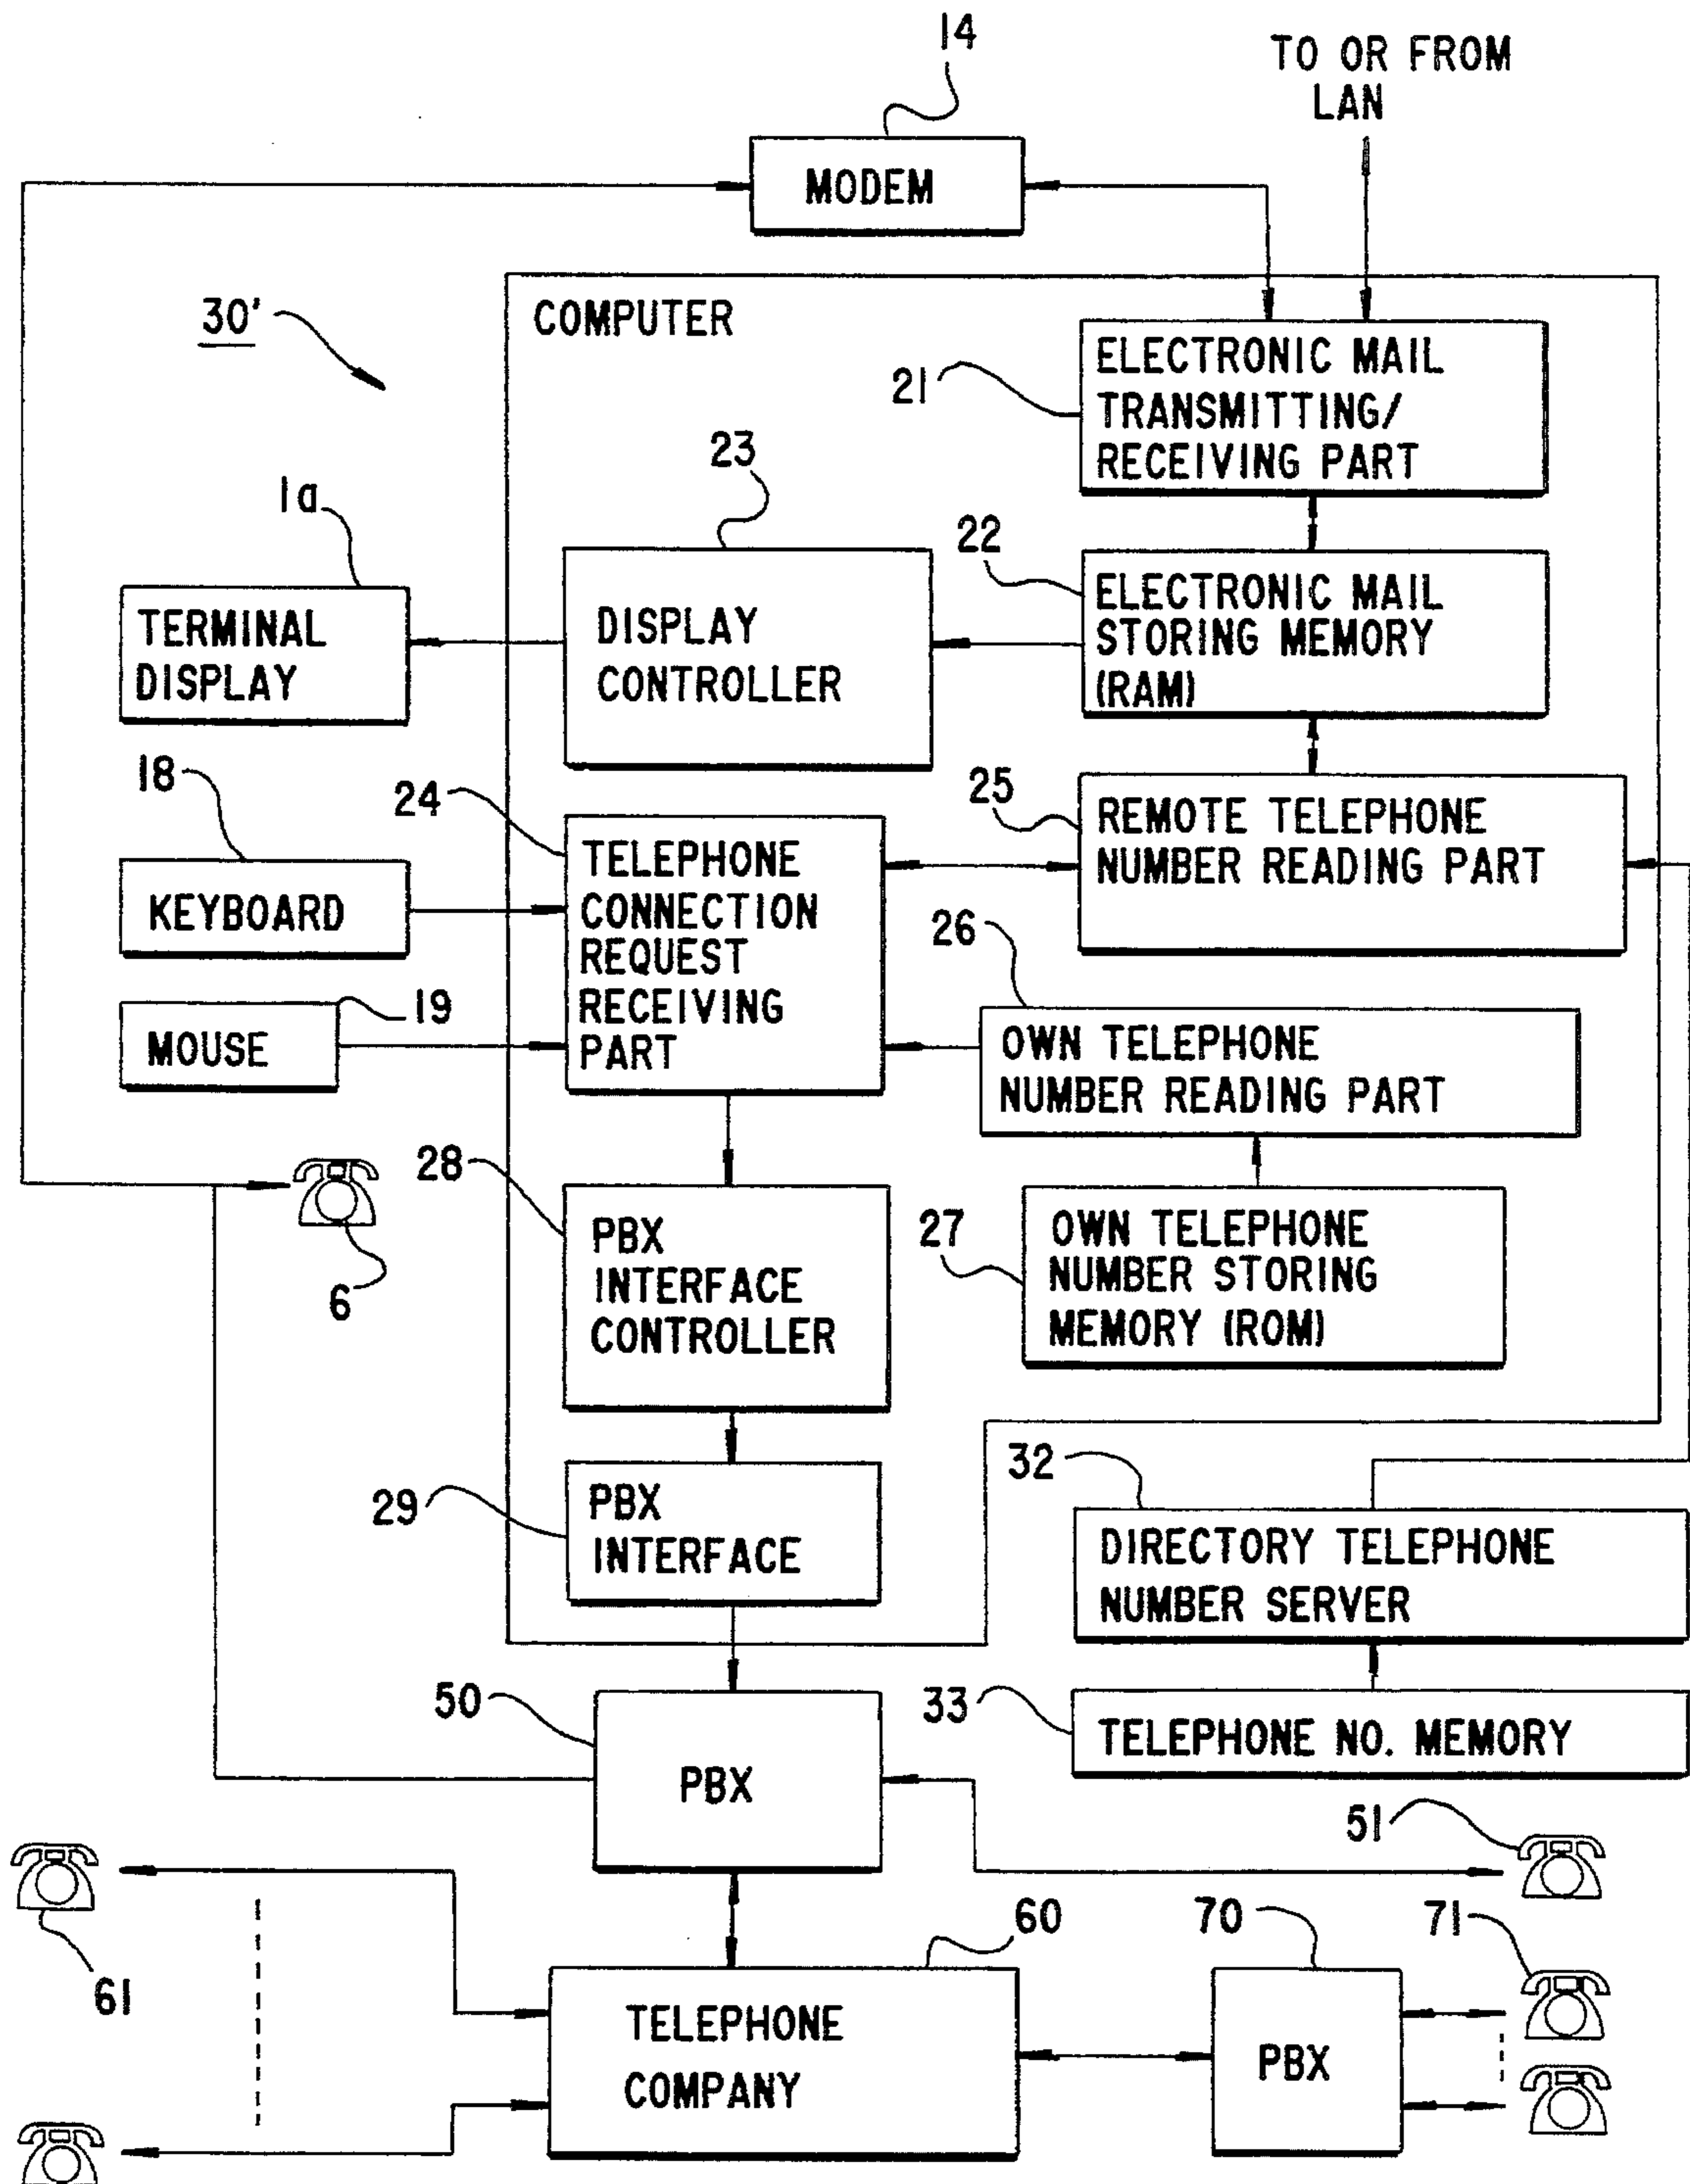 14
TO OR FROM
LAN
MODEM
30'
COMPUTER
ELECTRONIC MAIL
TRANSMITTING/
RECEIVING PART
21
23
1a
22
ELECTRONIC MAIL
STORING MEMORY
(RAM)
DISPLAY
CONTROLLER
TERMINAL
DISPLAY
18
24
25
REMOTE TELEPHONE
NUMBER READING PART
TELEPHONE
CONNECTION
REQUEST
RECEIVING
PART
KEYBOARD
26
19
MOUSE
OWN TELEPHONE
NUMBER READING PART
28
6
PBX
INTERFACE
CONTROLLER
27
OWN TELEPHONE
NUMBER STORING
MEMORY (ROM)
32
29
PBX
INTERFACE
DIRECTORY TELEPHONE
NUMBER SERVER
50
33
TELEPHONE NO. MEMORY
PBX
51
61
60
70
71
TELEPHONE
COMPANY
PBX